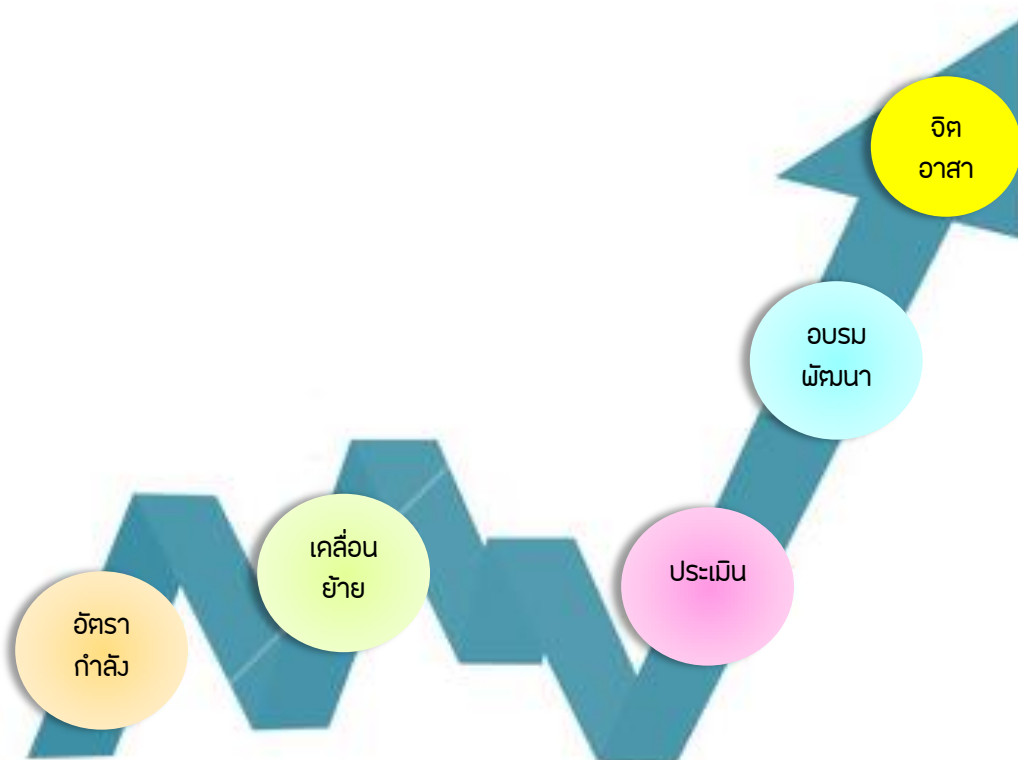 จิต
อาสา
อบรม
พัฒนา
เคลื่อน
ย้าย
ประเมิน
อัตรา
กำลัง